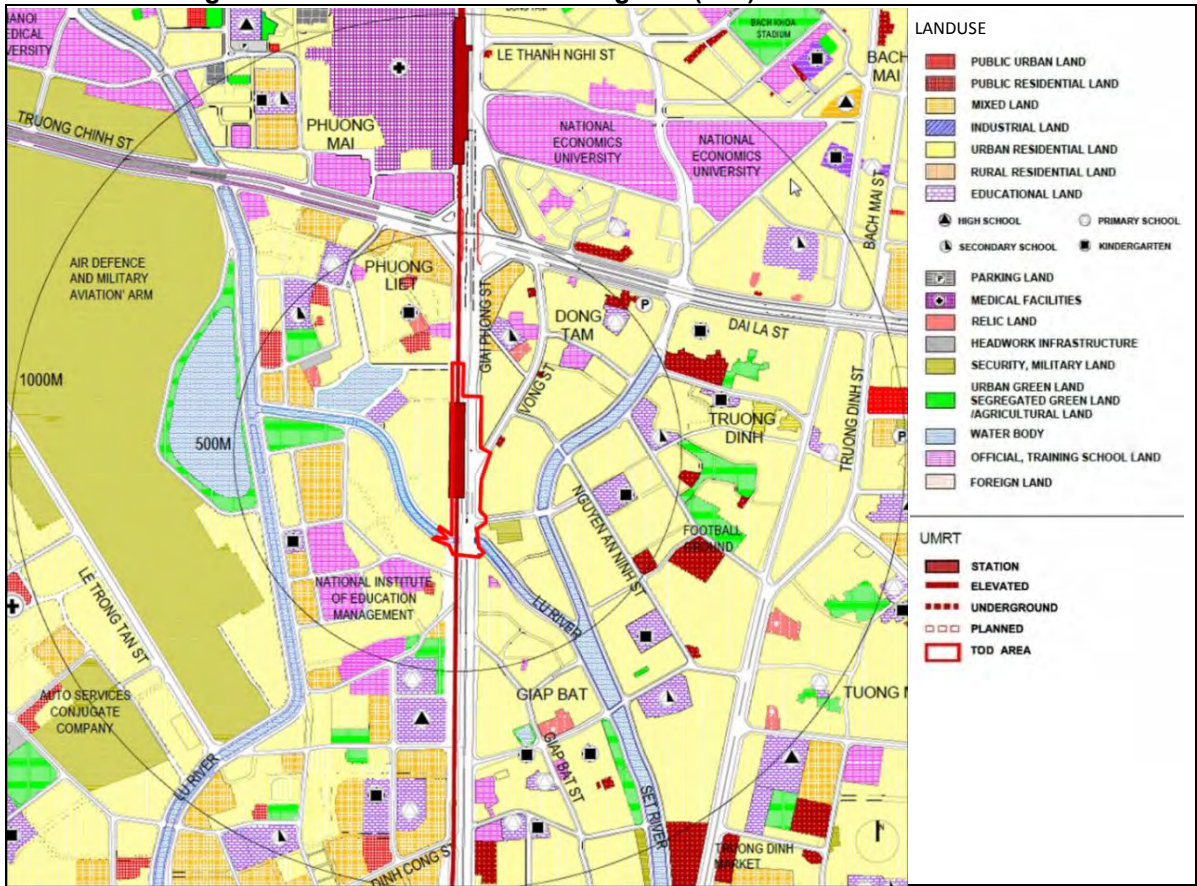 LANDUSE
PUBLIC URBAN LAND
PUBLIC RESIDENTIAL LAND
MIXED LAND
INDUSTRIAL LAND
URBAN RESIDENTIAL LAND
RURAL RESIDENTIAL LAND
EDUCATIONAL LAND
HIGH SCHOOL
PRIMARY SCHOOL
SECONDARY SCHOOL
KINDERGARTEN
P
PARKING LAND
MEDICAL FACILITIES
RELIC LAND
HEADWORK INFRASTRUCTURE
SECURITY, MILITARY LAND
URBAN GREEN LAND
SEGREGATED GREEN LAND
/AGRICULTURAL LAND
WATER BODY
OFFICIAL, TRAINING SCHOOL LAND
FOREIGN LAND
UMRT
STATION
ELEVATED
UNDERGROUND
PLANNED
TOD AREA
BACH KHOA
STADIUM
LE THANH NGHI ST
BACH
MAI
TRUONG CHINH ST
PHUONG
MAI
NATIONAL
ECONOMICS
UNIVERSITY
NATIONAL
ECONOMICS
UNIVERSITY
BACH MAI ST
AIR DEFENCE
AND MILITARY
AVIATION' ARM
PHUONG
LIET
GIAI PHONG ST
DONG
TAM
P
DAI LA ST
1000M
500M
VONG ST
TRUONG
DINH
TRUONG DINH ST
P
NGUYEN AN NINH ST
FOOTBALL
GROUND
NATIONAL INSTITUTE
OF EDUCATION
MANAGEMENT
LU RIVER
LE TRONG TAN ST
AUTO SERVICES
CONJUGATE
COMPANY
GIAP BAT
GIAP BAT ST
TUONG
LU RIVER
SET RIVER
DINH CONG ST
TRUONG DINH
MARKET